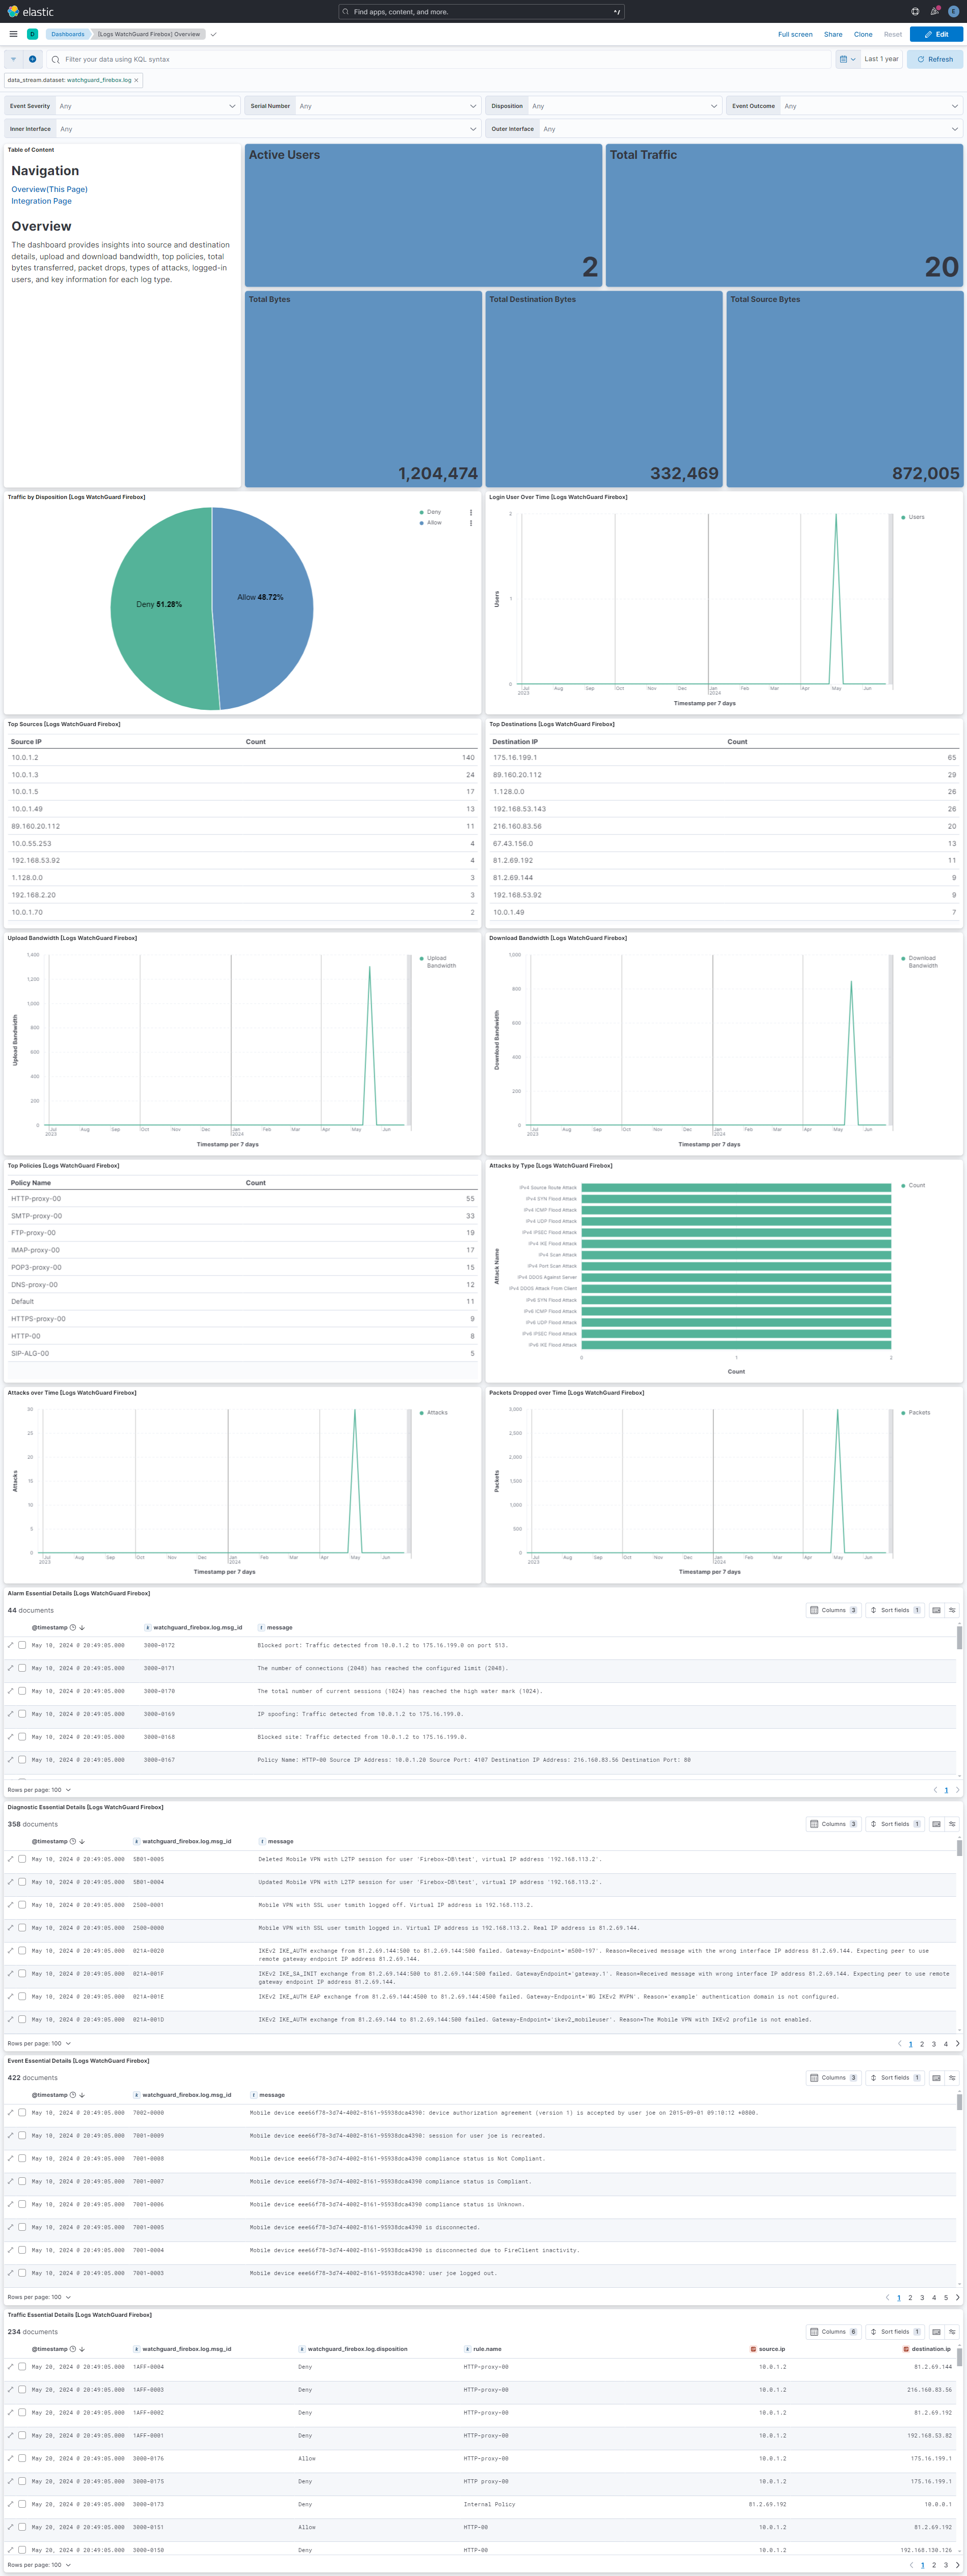 elastic
Find apps, content, and more.
Dashboards
[Logs WatchGuard Firebox] Overview
Full screen
Share
Clone
Reset
Edit
Filter your data using KQL syntax
Last 1 year
Refresh
data_stream.dataset: watchguard_firebox.log
Event Severity Any
Serial Number Any
Disposition Any
Event Outcome Any
Inner Interface Any
Outer Interface Any
Table of Content
Navigation
Overview(This Page)
Integration Page
Overview
The dashboard provides insights into source and destination
details, upload and download bandwidth, top policies, total
bytes transferred, packet drops, types of attacks, logged-in
users, and key information for each log type.
Active Users
2
Total Traffic
20
Total Bytes
1,204,474
Total Destination Bytes
332,469
Total Source Bytes
872,005
Traffic by Disposition [Logs WatchGuard Firebox]
Deny 51.28%
Allow 48.72%
Deny
Allow
Login User Over Time [Logs WatchGuard Firebox]
Users
2
1
0
Users
Jul Aug Sep Oct Nov Dec Jan Feb Mar Apr May Jun
2023 2024
Timestamp per 7 days
Top Sources [Logs WatchGuard Firebox]
Source IP Count
10.0.1.2 140
10.0.1.3 24
10.0.1.5 17
10.0.1.49 13
89.160.20.112 11
10.0.55.253 4
192.168.53.92 4
1.128.0.0 3
192.168.2.20 3
10.0.1.70 2
Top Destinations [Logs WatchGuard Firebox]
Destination IP Count
175.16.199.1 65
89.160.20.112 29
1.128.0.0 26
192.168.53.143 26
216.160.83.56 20
67.43.156.0 13
81.2.69.192 11
81.2.69.144 9
192.168.53.92 9
10.0.1.49 7
Upload Bandwidth [Logs WatchGuard Firebox]
Upload
Bandwidth
1,400
1,200
1,000
800
600
400
200
0
Upload Bandwidth
Jul Aug Sep Oct Nov Dec Jan Feb Mar Apr May Jun
2023 2024
Timestamp per 7 days
Download Bandwidth [Logs WatchGuard Firebox]
Download
Bandwidth
1,000
800
600
400
200
0
Download Bandwidth
Jul Aug Sep Oct Nov Dec Jan Feb Mar Apr May Jun
2023 2024
Timestamp per 7 days
Top Policies [Logs WatchGuard Firebox]
Policy Name Count
HTTP-proxy-00 55
SMTP-proxy-00 33
FTP-proxy-00 19
IMAP-proxy-00 17
POP3-proxy-00 15
DNS-proxy-00 12
Default 11
HTTPS-proxy-00 9
HTTP-00 8
SIP-ALG-00 5
Attacks by Type [Logs WatchGuard Firebox]
Count
IPv4 Source Route Attack
IPv4 SYN Flood Attack
IPv4 ICMP Flood Attack
IPv4 UDP Flood Attack
IPv4 IPSEC Flood Attack
IPv4 IKE Flood Attack
IPv4 Scan Attack
IPv4 Port Scan Attack
IPv4 DDOS Against Server
IPv4 DDOS Attack From Client
IPv6 SYN Flood Attack
IPv6 ICMP Flood Attack
IPv6 UDP Flood Attack
IPv6 IPSEC Flood Attack
IPv6 IKE Flood Attack
Attack Name
0 1 2
Count
Attacks over Time [Logs WatchGuard Firebox]
Attacks
30
25
20
15
10
5
0
Attacks
Jul Aug Sep Oct Nov Dec Jan Feb Mar Apr May Jun
2023 2024
Timestamp per 7 days
Packets Dropped over Time [Logs WatchGuard Firebox]
Packets
3,000
2,500
2,000
1,500
1,000
500
0
Packets
Jul Aug Sep Oct Nov Dec Jan Feb Mar Apr May Jun
2023 2024
Timestamp per 7 days
Alarm Essential Details [Logs WatchGuard Firebox]
44 documents
Columns 3 Sort fields 1
@timestamp watchguard_firebox.log.msg_id message
May 10, 2024 @ 20:49:05.000 3000-0172 Blocked port: Traffic detected from 10.0.1.2 to 175.16.199.0 on port 513.
May 10, 2024 @ 20:49:05.000 3000-0171 The number of connections (2048) has reached the configured limit (2048).
May 10, 2024 @ 20:49:05.000 3000-0170 The total number of current sessions (1024) has reached the high water mark (1024).
May 10, 2024 @ 20:49:05.000 3000-0169 IP spoofing: Traffic detected from 10.0.1.2 to 175.16.199.0.
May 10, 2024 @ 20:49:05.000 3000-0168 Blocked site: Traffic detected from 10.0.1.2 to 175.16.199.0.
May 10, 2024 @ 20:49:05.000 3000-0167 Policy Name: HTTP-00 Source IP Address: 10.0.1.20 Source Port: 4107 Destination IP Address: 216.160.83.56 Destination Port: 80
Rows per page: 100 1
Diagnostic Essential Details [Logs WatchGuard Firebox]
358 documents
Columns 3 Sort fields 1
@timestamp watchguard_firebox.log.msg_id message
May 10, 2024 @ 20:49:05.000 5B01-0005 Deleted Mobile VPN with L2TP session for user 'Firebox-DB\test', virtual IP address '192.168.113.2'.
May 10, 2024 @ 20:49:05.000 5B01-0004 Updated Mobile VPN with L2TP session for user 'Firebox-DB\test', virtual IP address '192.168.113.2'.
May 10, 2024 @ 20:49:05.000 2500-0001 Mobile VPN with SSL user tsmith logged off. Virtual IP address is 192.168.113.2.
May 10, 2024 @ 20:49:05.000 2500-0000 Mobile VPN with SSL user tsmith logged in. Virtual IP address is 192.168.113.2. Real IP address is 81.2.69.144.
May 10, 2024 @ 20:49:05.000 021A-0020 IKEv2 IKE_AUTH exchange from 81.2.69.144:500 to 81.2.69.144:500 failed. Gateway-Endpoint='m500-197'. Reason=Received message with the wrong interface IP address 81.2.69.144. Expecting peer to use
remote gateway endpoint IP address 81.2.69.144.
May 10, 2024 @ 20:49:05.000 021A-001F IKEv2 IKE_SA_INIT exchange from 81.2.69.144:500 to 81.2.69.144:500 failed. GatewayEndpoint='gateway.1'. Reason=Received message with wrong interface IP address 81.2.69.144. Expecting peer to use remote
gateway endpoint IP address 81.2.69.144.
May 10, 2024 @ 20:49:05.000 021A-001E IKEv2 IKE_AUTH EAP exchange from 81.2.69.144:4500 to 81.2.69.144:4500 failed. Gateway-Endpoint='WG IKEv2 MVPN'. Reason='example' authentication domain is not configured.
May 10, 2024 @ 20:49:05.000 021A-001D IKEv2 IKE_AUTH exchange from 81.2.69.144 to 81.2.69.144:500 failed. Gateway-Endpoint='ikev2_mobileuser'. Reason=The Mobile VPN with IKEv2 profile is not enabled.
Rows per page: 100 1 2 3 4
Event Essential Details [Logs WatchGuard Firebox]
422 documents
Columns 3 Sort fields 1
@timestamp watchguard_firebox.log.msg_id message
May 10, 2024 @ 20:49:05.000 7002-0000 Mobile device eee66f78-3d74-4002-8161-95938dca4390: device authorization agreement (version 1) is accepted by user joe on 2015-09-01 09:10:12 +0800.
May 10, 2024 @ 20:49:05.000 7001-0009 Mobile device eee66f78-3d74-4002-8161-95938dca4390: session for user joe is recreated.
May 10, 2024 @ 20:49:05.000 7001-0008 Mobile device eee66f78-3d74-4002-8161-95938dca4390 compliance status is Not Compliant.
May 10, 2024 @ 20:49:05.000 7001-0007 Mobile device eee66f78-3d74-4002-8161-95938dca4390 compliance status is Compliant.
May 10, 2024 @ 20:49:05.000 7001-0006 Mobile device eee66f78-3d74-4002-8161-95938dca4390 compliance status is Unknown.
May 10, 2024 @ 20:49:05.000 7001-0005 Mobile device eee66f78-3d74-4002-8161-95938dca4390 is disconnected.
May 10, 2024 @ 20:49:05.000 7001-0004 Mobile device eee66f78-3d74-4002-8161-95938dca4390 is disconnected due to FireClient inactivity.
May 10, 2024 @ 20:49:05.000 7001-0003 Mobile device eee66f78-3d74-4002-8161-95938dca4390: user joe logged out.
Rows per page: 100 1 2 3 4 5
Traffic Essential Details [Logs WatchGuard Firebox]
234 documents
Columns 6 Sort fields 1
@timestamp watchguard_firebox.log.msg_id watchguard_firebox.log.disposition rule.name source.ip destination.ip
May 20, 2024 @ 20:49:05.000 1AFF-0004 Deny HTTP-proxy-00 10.0.1.2 81.2.69.144
May 20, 2024 @ 20:49:05.000 1AFF-0003 Deny HTTP-proxy-00 10.0.1.2 216.160.83.56
May 20, 2024 @ 20:49:05.000 1AFF-0002 Deny HTTP-proxy-00 10.0.1.2 81.2.69.192
May 20, 2024 @ 20:49:05.000 1AFF-0001 Deny HTTP-proxy-00 10.0.1.2 192.168.53.82
May 20, 2024 @ 20:49:05.000 3000-0176 Allow HTTP-proxy-00 10.0.1.2 175.16.199.1
May 20, 2024 @ 20:49:05.000 3000-0175 Deny HTTP proxy-00 10.0.1.2 175.16.199.1
May 20, 2024 @ 20:49:05.000 3000-0173 Deny Internal Policy 81.2.69.192 10.0.0.1
May 20, 2024 @ 20:49:05.000 3000-0151 Allow HTTP-00 10.0.1.2 81.2.69.192
May 20, 2024 @ 20:49:05.000 3000-0150 Deny HTTP-00 10.0.1.2 192.168.130.126
Rows per page: 100 1 2 3